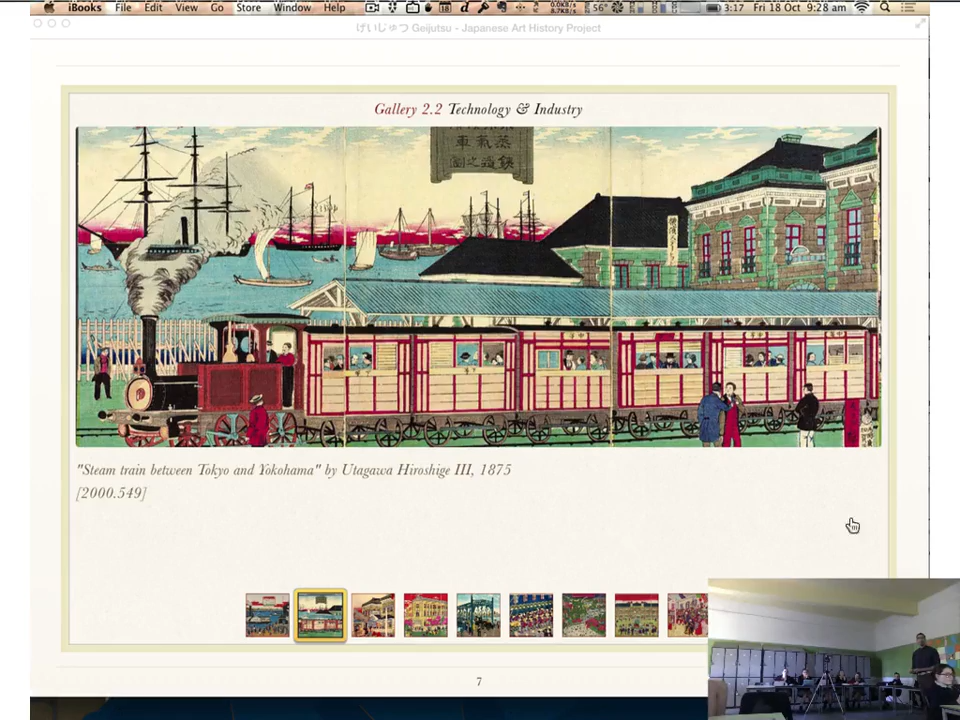 iBooks File Edit View Go Store Window Help 3:17 Fri 18 Oct 9:28 am
げいじゅつ Geijutsu - Japanese Art History Project
Gallery 2.2 Technology & Industry
"Steam train between Tokyo and Yokohama" by Utagawa Hiroshige III, 1875
[2000.549]
7